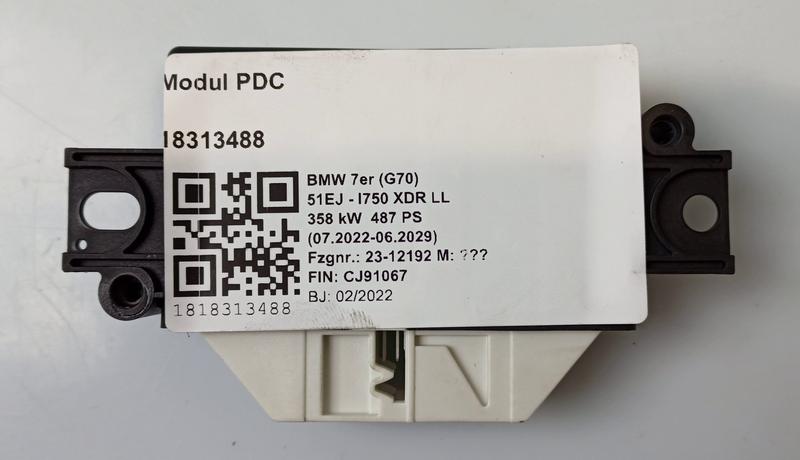 Modul PDC
18313488
BMW 7er (G70)
51EJ - I750 XDR LL
358 kW 487 PS
(07.2022-06.2029)
Fzgnr.: 23-12192 M: ???
FIN: CJ91067
BJ: 02/2022
1818313488